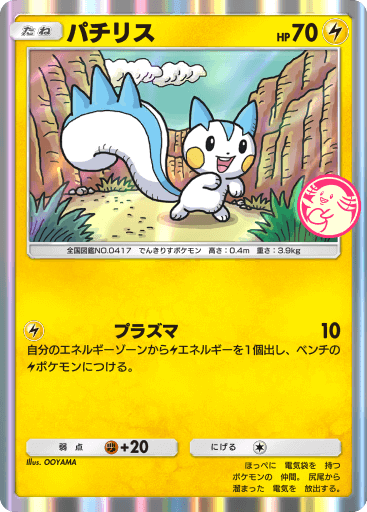 たね パチリス HP 70
全国図鑑NO.0417 でんきりすポケモン 高さ：0.4m 重さ：3.9kg
プラズマ 10
自分のエネルギーゾーンからエネルギーを1個出し、ベンチの
ポケモンにつける。
弱点 +20 にげる
Illus. OOYAMA
ほっぺに 電気袋を 持つ
ポケモンの 仲間。尻尾から
溜まった 電気を 放出する。